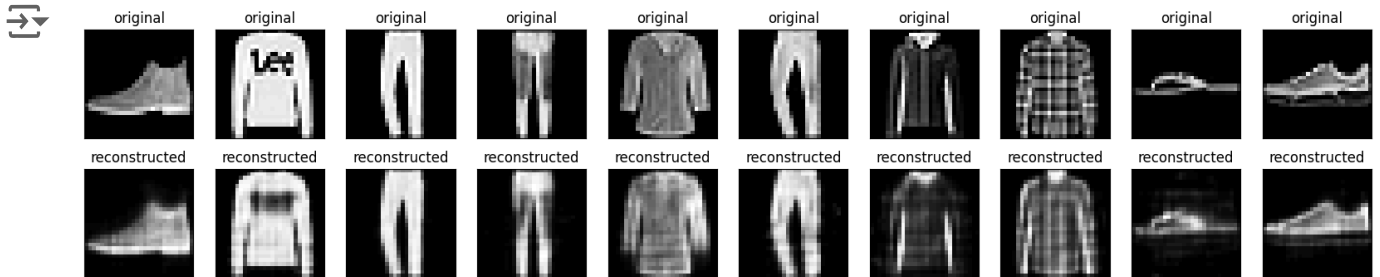 original original original original original original original original original original
Lee
reconstructed reconstructed reconstructed reconstructed reconstructed reconstructed reconstructed reconstructed reconstructed reconstructed